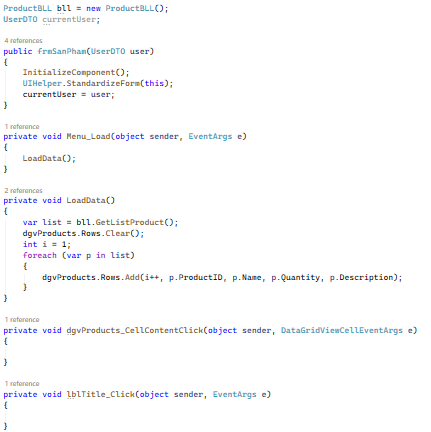 ProductBLL bll = new ProductBLL();
UserDTO currentUser;
4 references
public frmSanPham(UserDTO user)
{
InitializeComponent();
UIHelper.StandardizeForm(this);
currentUser = user;
}
1 reference
private void Menu_Load(object sender, EventArgs e)
{
LoadData();
}
2 references
private void LoadData()
{
var list = bll.GetListProduct();
dgvProducts.Rows.Clear();
int i = 1;
foreach (var p in list)
{
dgvProducts.Rows.Add(i++, p.ProductID, p.Name, p.Quantity, p.Description);
}
}
1 reference
private void dgvProducts_CellContentClick(object sender, DataGridViewCellEventArgs e)
{
}
1 reference
private void lblTitle_Click(object sender, EventArgs e)
{
}